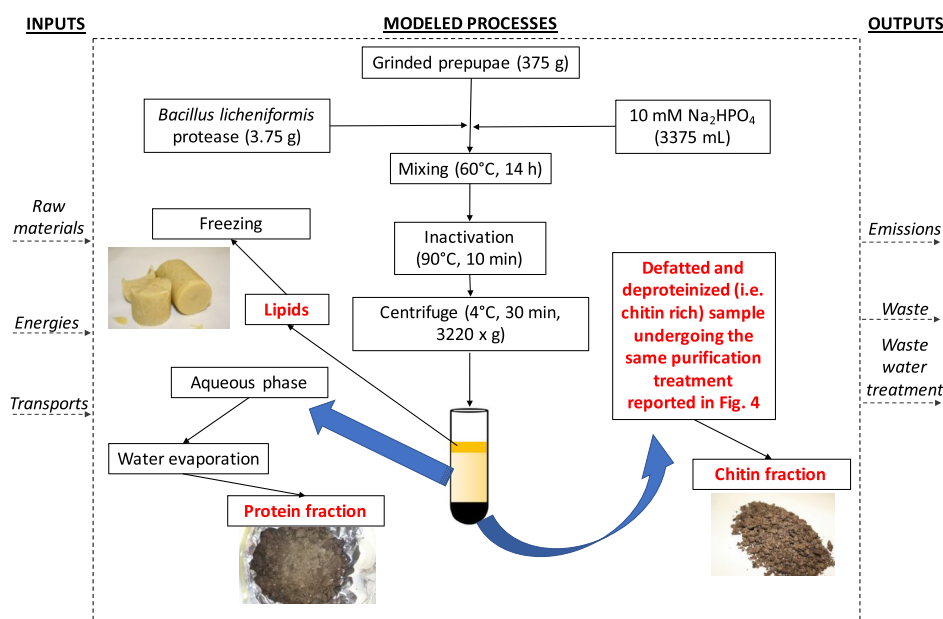 INPUTS
MODELED PROCESSES
OUTPUTS
Grinded prepupae (375 g)
Bacillus licheniformis
protease (3.75 g)
10 mM Na₂HPO₄
(3375 mL)
Mixing (60°C, 14 h)
Raw
materials
Freezing
Inactivation
(90°C, 10 min)
Emissions
Defatted and
deproteinized (i.e.
chitin rich) sample
undergoing the
same purification
treatment
reported in Fig. 4
Lipids
Energies
Centrifuge (4°C, 30 min,
3220 x g)
Waste
Waste
water
treatment
Aqueous phase
Transports
Water evaporation
Chitin fraction
Protein fraction